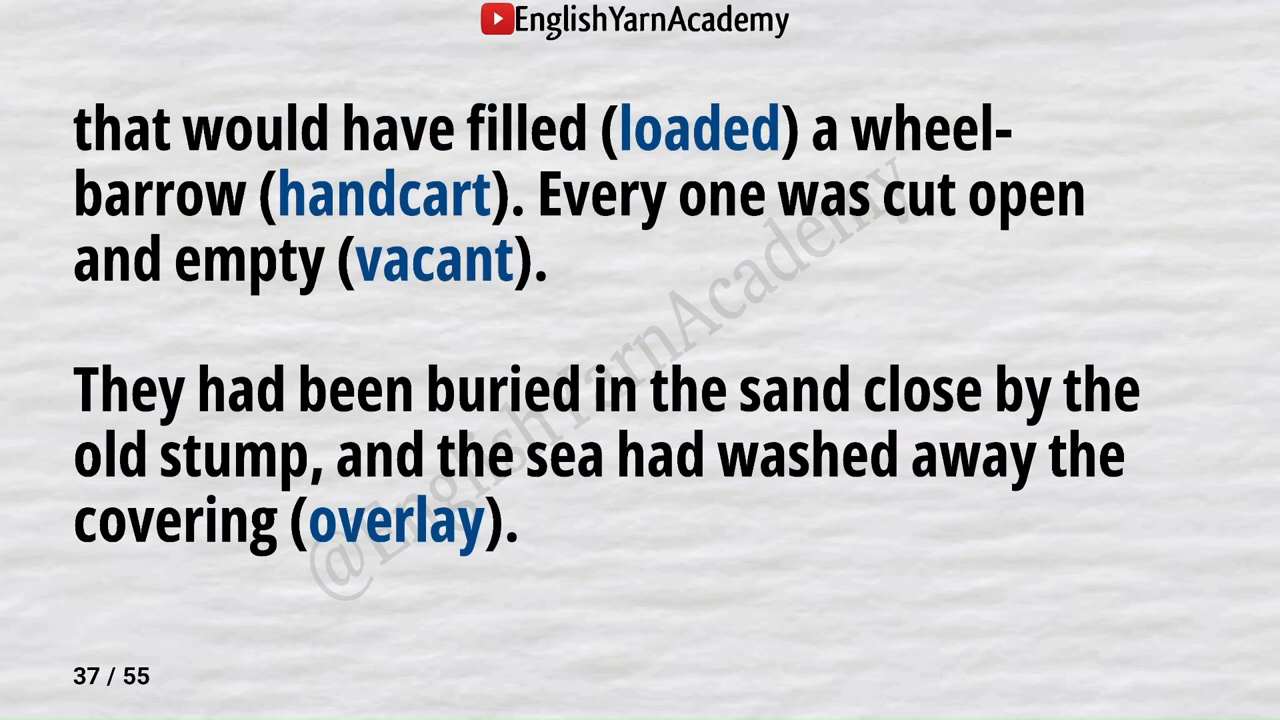 EnglishYarnAcademy
that would have filled (loaded) a wheel-
barrow (handcart). Every one was cut open
and empty (vacant).
They had been buried in the sand close by the
old stump, and the sea had washed away the
covering (overlay).
@EnglishYarnAcademy
37 / 55